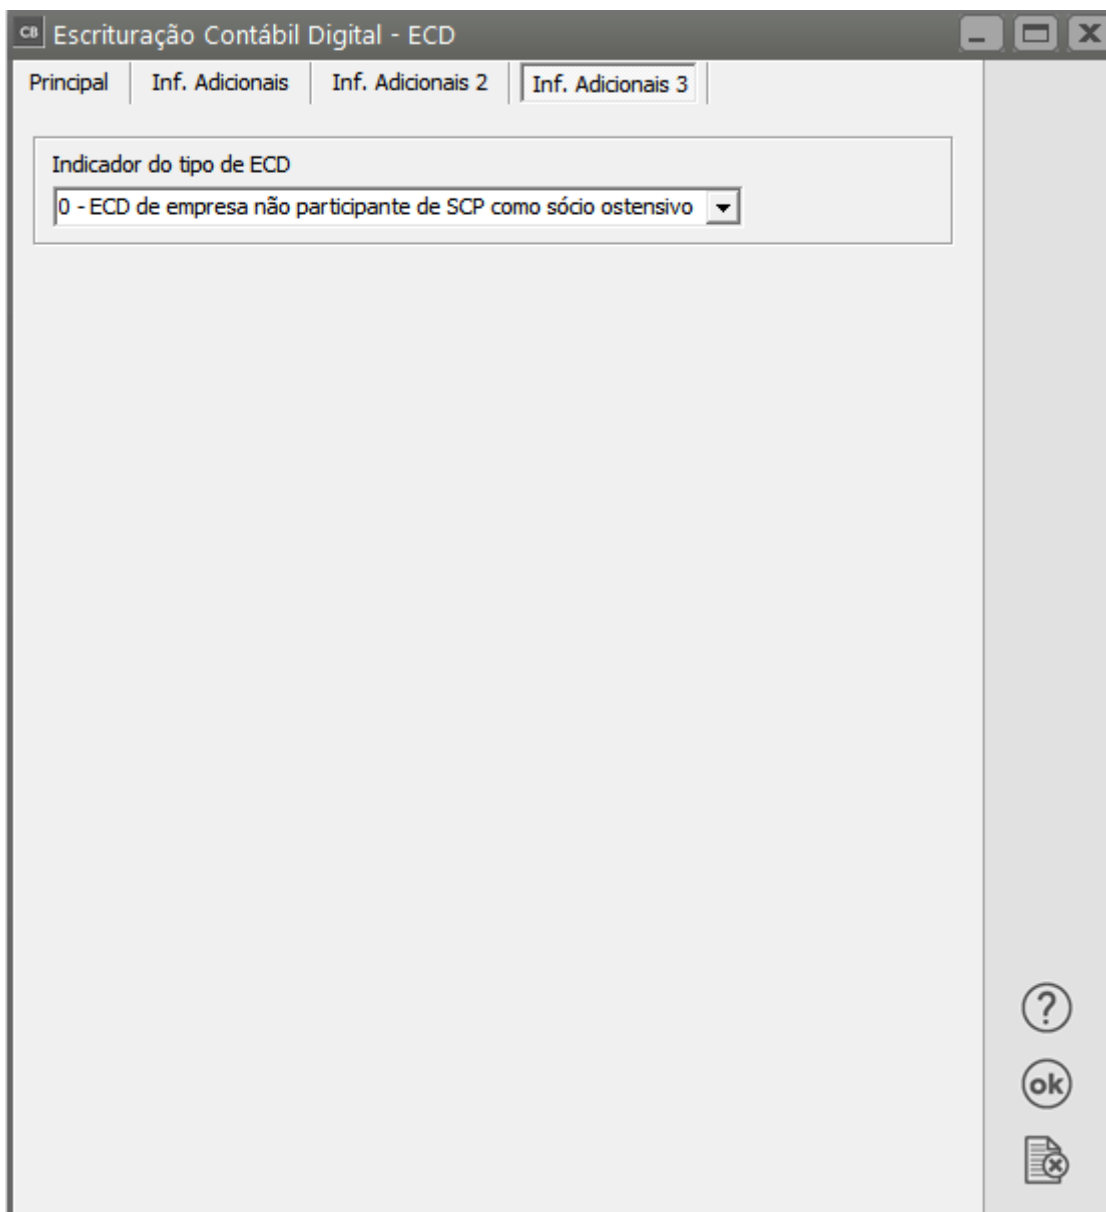 CB Escrituração Contábil Digital - ECD
Principal Inf. Adicionais Inf. Adicionais 2 Inf. Adicionais 3
Indicador do tipo de ECD
0 - ECD de empresa não participante de SCP como sócio ostensivo
?
ok